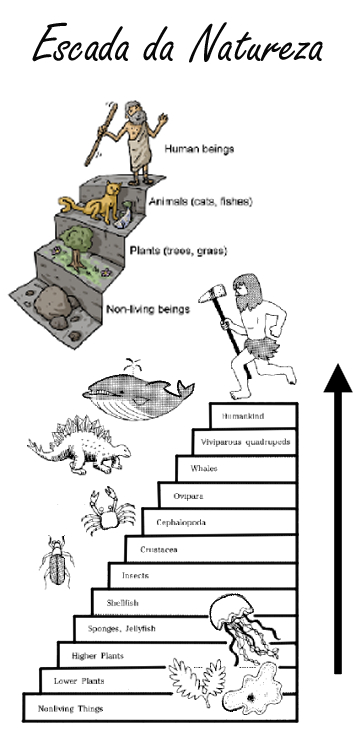 Escada da Natureza
Human beings
Animals (cats, fishes)
Plants (trees, grass)
Non-living beings
Humankind
Viviparous quadrupeds
Whales
Ovipara
Cephalopoda
Crustacea
Insects
Shellfish
Sponges, Jellyfish
Higher Plants
Lower Plants
Nonliving Things